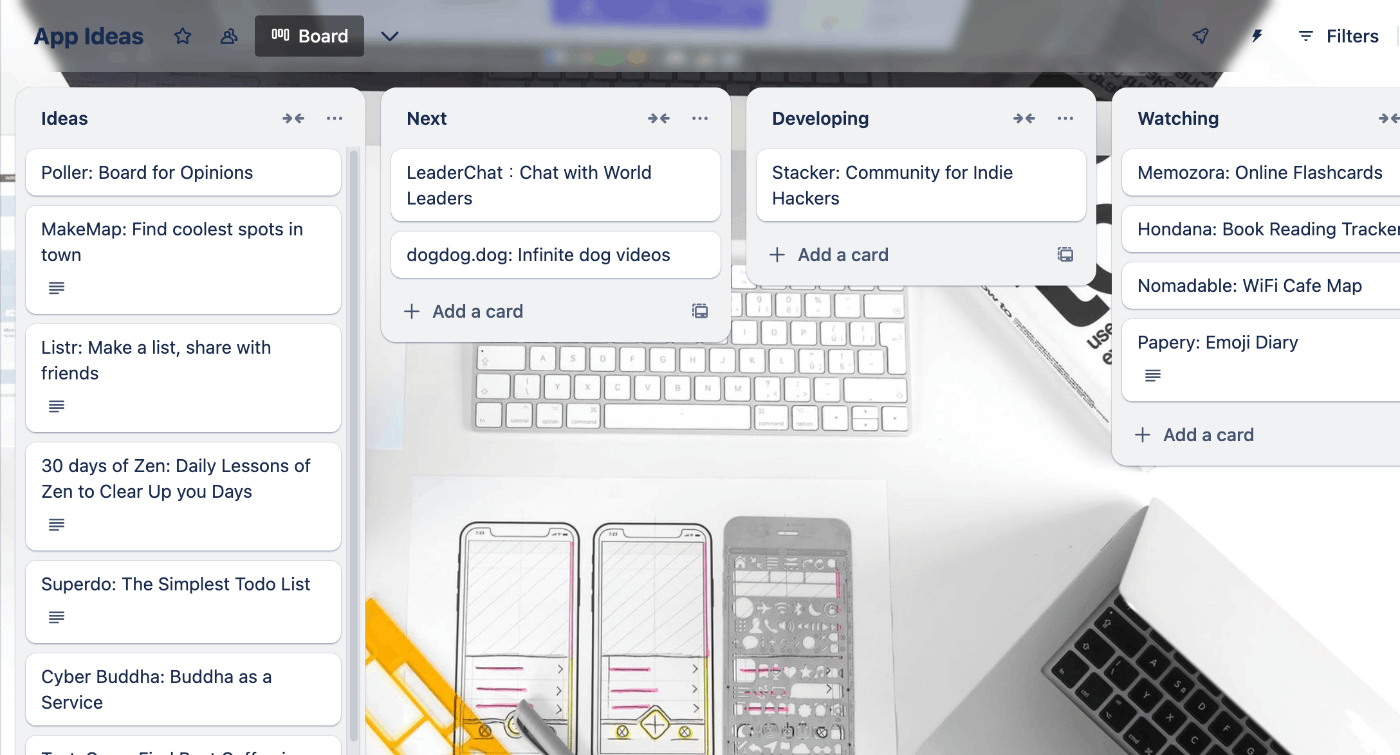 App Ideas
Board
Filters
Ideas
Poller: Board for Opinions
MakeMap: Find coolest spots in
town
Listr: Make a list, share with
friends
30 days of Zen: Daily Lessons of
Zen to Clear Up you Days
Superdo: The Simplest Todo List
Cyber Buddha: Buddha as a
Service
Next
LeaderChat：Chat with World
Leaders
dogdog.dog: Infinite dog videos
Add a card
Developing
Stacker: Community for Indie
Hackers
Add a card
Watching
Memozora: Online Flashcards
Hondana: Book Reading Tracker
Nomadable: WiFi Cafe Map
Papery: Emoji Diary
Add a card